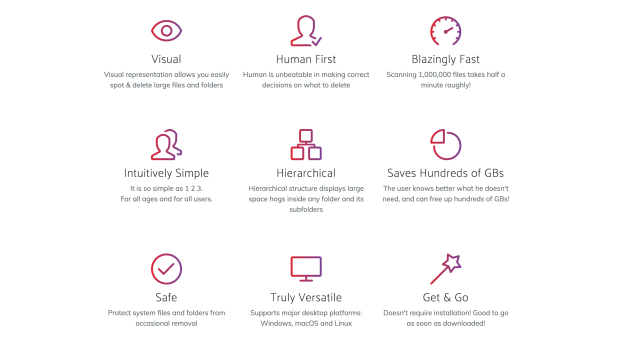 Visual
Visual representation allows you easily
spot & delete large files and folders
Human First
Human is unbeatable in making correct
decisions on what to delete
Blazingly Fast
Scanning 1,000,000 files takes half a
minute roughly!
Intuitively Simple
It is so simple as 1 2 3.
For all ages and for all users.
Hierarchical
Hierarchical structure displays large
space hogs inside any folder and its
subfolders
Saves Hundreds of GBs
The user knows better what he doesn't
need, and can free up hundreds of GBs!
Safe
Protect system files and folders from
occasional removal
Truly Versatile
Supports major desktop platforms:
Windows, macOS and Linux
Get & Go
Doesn't require installation! Good to go
as soon as downloaded!